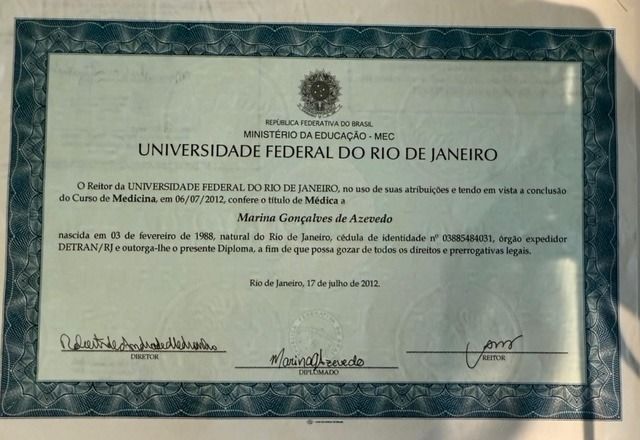 REPÚBLICA FEDERATIVA DO BRASIL
MINISTÉRIO DA EDUCAÇÃO - MEC
UNIVERSIDADE FEDERAL DO RIO DE JANEIRO
O Reitor da UNIVERSIDADE FEDERAL DO RIO DE JANEIRO, no uso de suas atribuições e tendo em vista a conclusão
do Curso de Medicina, em 06/07/2012, confere o título de Médica a
Marina Gonçalves de Azevedo
nascida em 03 de fevereiro de 1988, natural do Rio de Janeiro, cédula de identidade nº 03885484031, órgão expedidor
DETRAN/RJ e outorga-lhe o presente Diploma, a fim de que possa gozar de todos os direitos e prerrogativas legais.
Rio de Janeiro, 17 de julho de 2012.
DIRETOR
Marina Azevedo
DIPLOMADO
REITOR